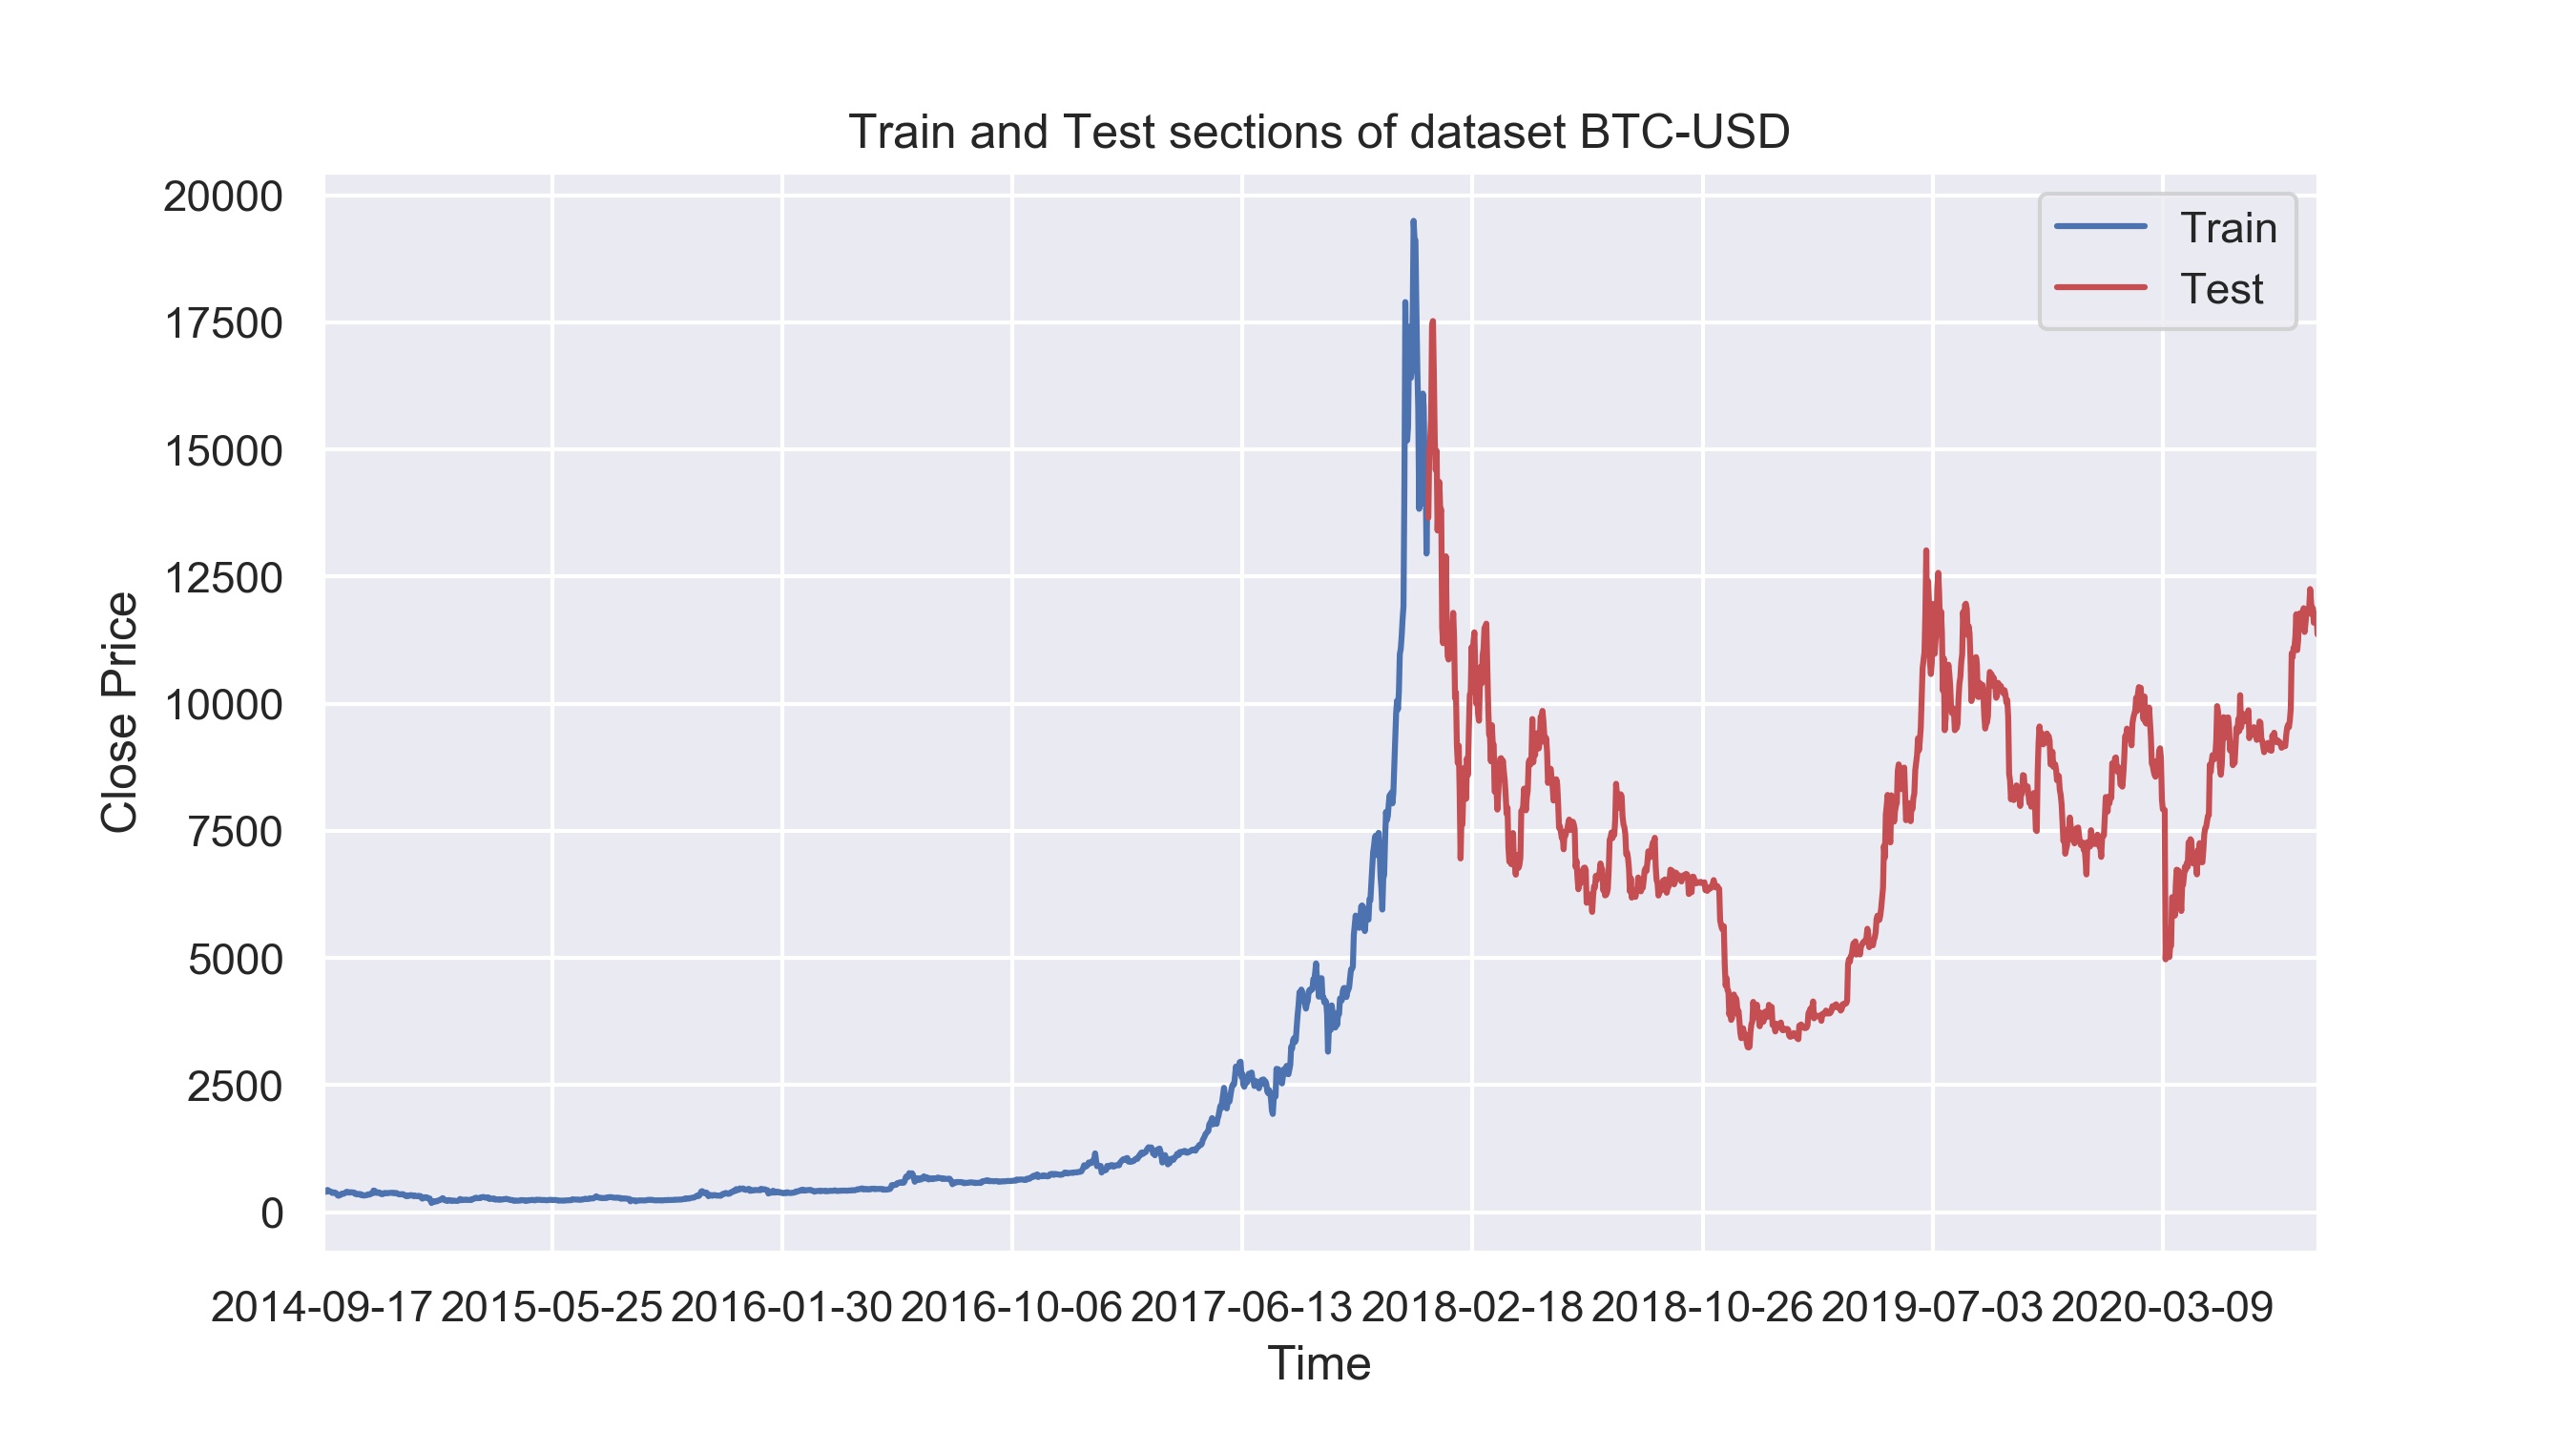 Train and Test sections of dataset BTC-USD
20000
17500
15000
12500
10000
7500
5000
2500
0
Close Price
Train
Test
2014-09-17 2015-05-25 2016-01-30 2016-10-06 2017-06-13 2018-02-18 2018-10-26 2019-07-03 2020-03-09
Time